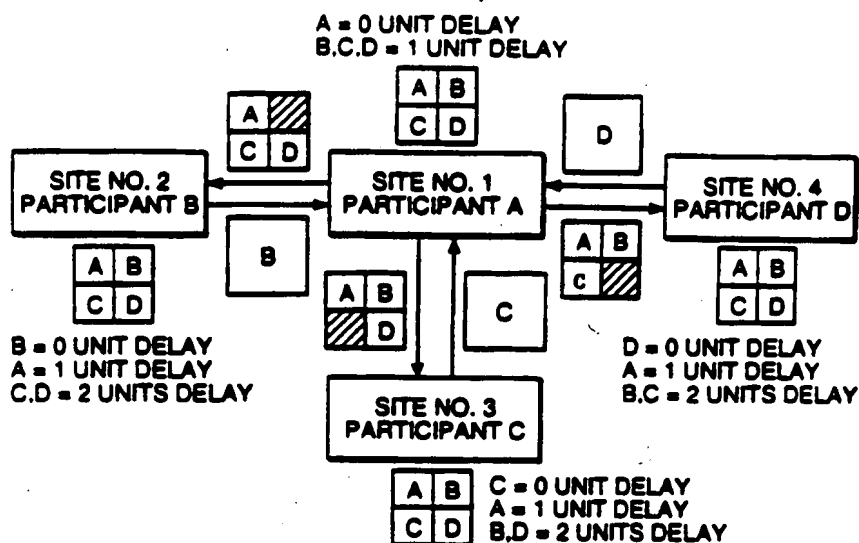 A = 0 UNIT DELAY
B,C,D = 1 UNIT DELAY
A B
C D
A
C D
D
SITE NO. 2
PARTICIPANT B
SITE NO. 1
PARTICIPANT A
SITE NO. 4
PARTICIPANT D
B
A B
C
A B
C D
A B
D
C
A B
C D
B = 0 UNIT DELAY
A = 1 UNIT DELAY
C,D = 2 UNITS DELAY
D = 0 UNIT DELAY
A = 1 UNIT DELAY
B,C = 2 UNITS DELAY
SITE NO. 3
PARTICIPANT C
A B
C D
C = 0 UNIT DELAY
A = 1 UNIT DELAY
B,D = 2 UNITS DELAY